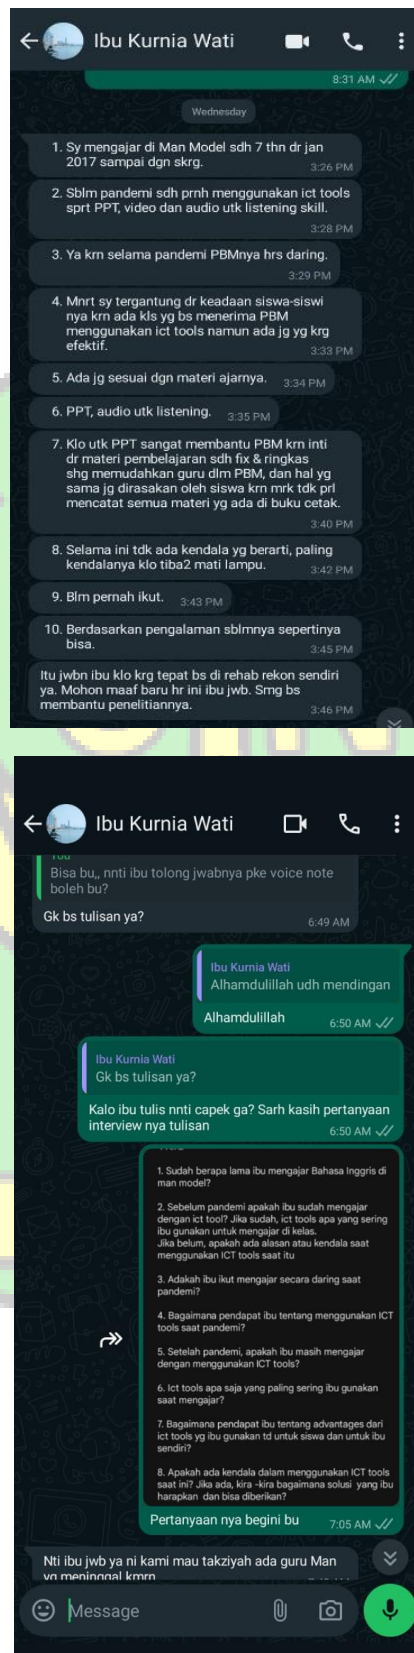 Ibu Kurnia Wati
8:31 AM
Wednesday
1. Sy mengajar di Man Model sdh 7 thn dr jan
2017 sampai dgn skrg.
3:26 PM
2. Sblm pandemi sdh prnh menggunakan ict tools
sprt PPT, video dan audio utk listening skill.
3:28 PM
3. Ya krn selama pandemi PBMnya hrs daring.
3:29 PM
4. Mnrt sy tergantung dr keadaan siswa-siswi
nya krn ada kls yg bs menerima PBM
menggunakan ict tools namun ada jg yg krg
efektif.
3:33 PM
5. Ada jg sesuai dgn materi ajarnya.
3:34 PM
6. PPT, audio utk listening.
3:35 PM
7. Klo utk PPT sangat membantu PBM krn inti
dr materi pembelajaran sdh fix & ringkas
shg memudahkan guru dlm PBM, dan hal yg
sama jg dirasakan oleh siswa krn mrk tdk prl
mencatat semua materi yg ada di buku cetak.
3:40 PM
8. Selama ini tdk ada kendala yg berarti, paling
kendalanya klo tiba2 mati lampu.
3:42 PM
9. Blm pernah ikut.
3:43 PM
10. Berdasarkan pengalaman sblmnya sepertinya
bisa.
3:45 PM
Itu jwbn ibu klo krg tepat bs di rehab rekon sendiri
ya. Mohon maaf baru hr ini ibu jwb. Smg bs
membantu penelitiannya.
3:46 PM
Ibu Kurnia Wati
You
Bisa bu,, nnti ibu tolong jwabnya pke voice note
boleh bu?
Gk bs tulisan ya?
6:49 AM
Ibu Kurnia Wati
Alhamdulillah udh mendingan
Alhamdulillah
6:50 AM
Ibu Kurnia Wati
Gk bs tulisan ya?
Kalo ibu tulis nnti capek ga? Sarh kasih pertanyaan
interview nya tulisan
6:50 AM
1. Sudah berapa lama ibu mengajar Bahasa Inggris di
man model?
2. Sebelum pandemi apakah ibu sudah mengajar
dengan ict tool? Jika sudah, ict tools apa yang sering
ibu gunakan untuk mengajar di kelas.
Jika belum, apakah ada alasan atau kendala saat
menggunakan ICT tools saat itu
3. Adakah ibu ikut mengajar secara daring saat
pandemi?
4. Bagaimana pendapat ibu tentang menggunakan ICT
tools saat pandemi?
5. Setelah pandemi, apakah ibu masih mengajar
dengan menggunakan ICT tools?
6. Ict tools apa saja yang paling sering ibu gunakan
saat mengajar?
7. Bagaimana pendapat ibu tentang advantages dari
ict tools yg ibu gunakan td untuk siswa dan untuk ibu
sendiri?
8. Apakah ada kendala dalam menggunakan ICT tools
saat ini? Jika ada, kira -kira bagaimana solusi yang ibu
harapkan dan bisa diberikan?
Pertanyaan nya begini bu
7:05 AM
Nti ibu jwb ya ni kami mau takziyah ada guru Man
yg meninggal kmrn
Message